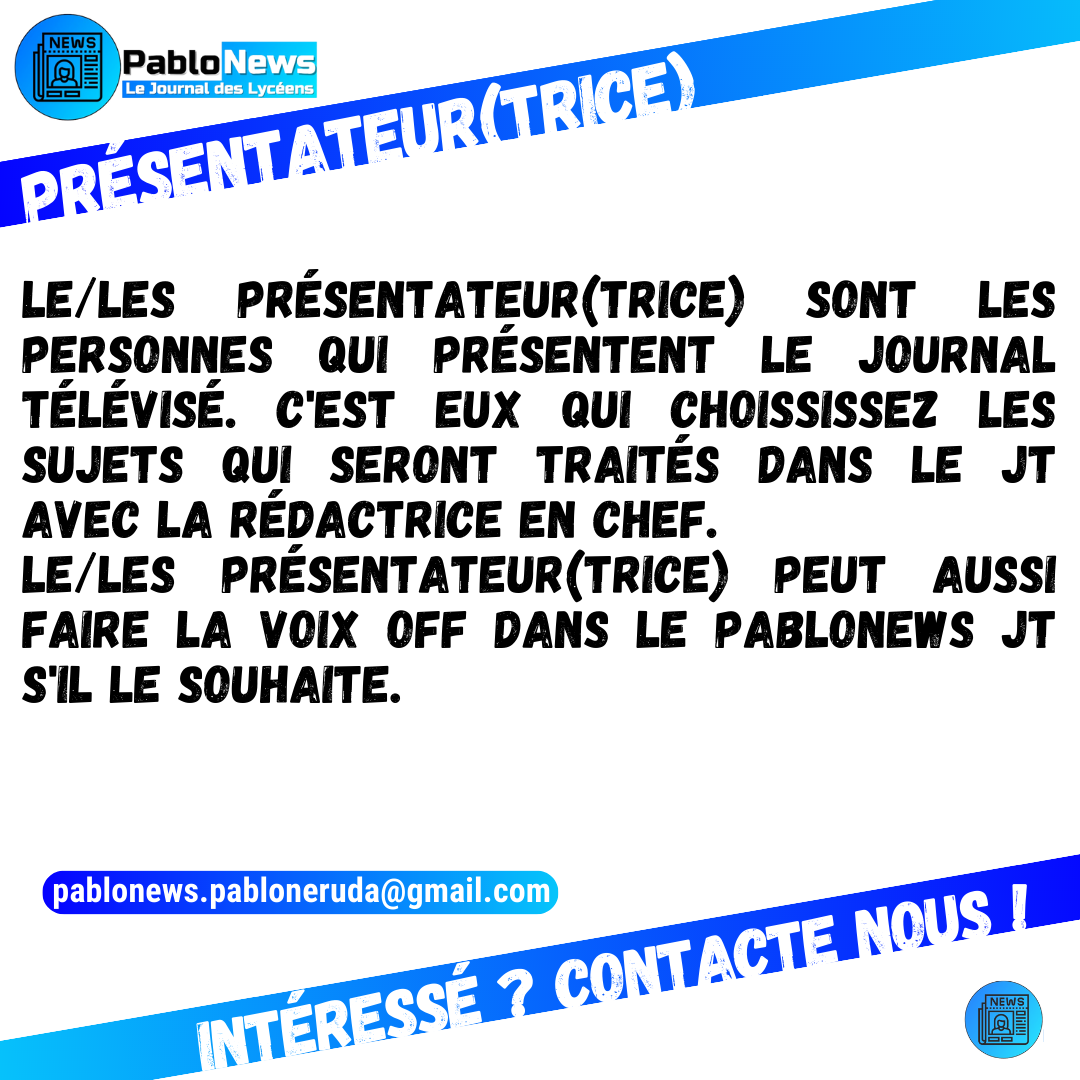 NEWS
PabloNews
Le Journal des Lycéens
PRÉSENTATEUR(TRICE)
LE/LES PRÉSENTATEUR(TRICE) SONT LES
PERSONNES QUI PRÉSENTENT LE JOURNAL
TÉLÉVISÉ. C'EST EUX QUI CHOISSISSEZ LES
SUJETS QUI SERONT TRAITÉS DANS LE JT
AVEC LA RÉDACTRICE EN CHEF.
LE/LES PRÉSENTATEUR(TRICE) PEUT AUSSI
FAIRE LA VOIX OFF DANS LE PABLONEWS JT
S'IL LE SOUHAITE.
pablonews.pabloneruda@gmail.com
INTÉRESSÉ ? CONTACTE NOUS !
NEWS